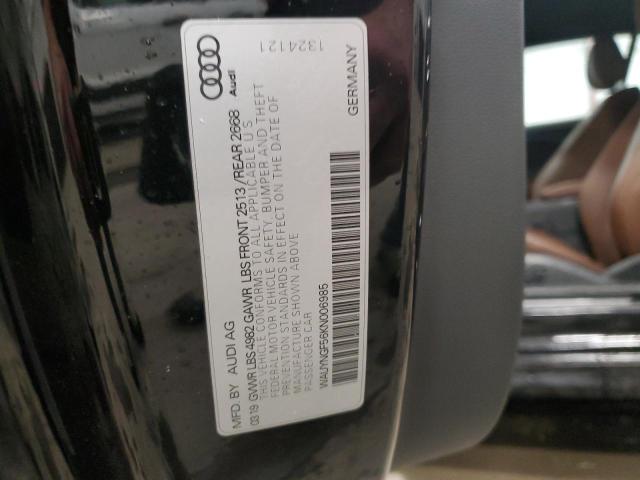 MFD. BY AUDI AG
03 19 GVWR LBS 4982 GAWR LBS FRONT 2513 / REAR 2668
THIS VEHICLE CONFORMS TO ALL APPLICABLE U S
FEDERAL MOTOR VEHICLE SAFETY, BUMPER AND THEFT
PREVENTION STANDARDS IN EFFECT ON THE DATE OF
MANUFACTURE SHOWN ABOVE
PASSENGER CAR
WAUYNGF56KN006985
GERMANY
Audi
1324121